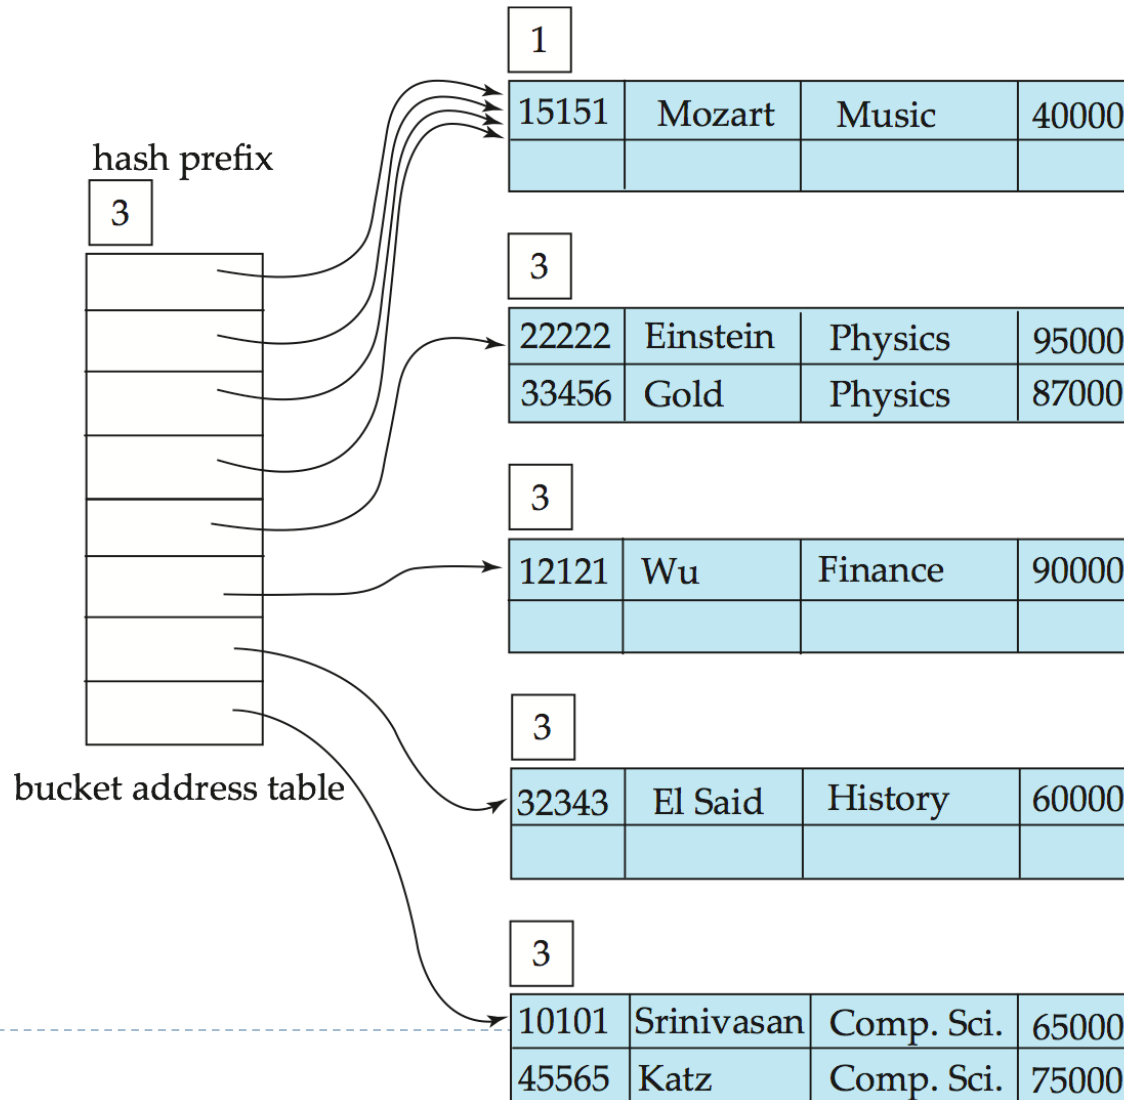 hash prefix
3
bucket address table
1
15151 Mozart Music 40000
3
22222 Einstein Physics 95000
33456 Gold Physics 87000
3
12121 Wu Finance 90000
3
32343 El Said History 60000
3
10101 Srinivasan Comp. Sci. 65000
45565 Katz Comp. Sci. 75000